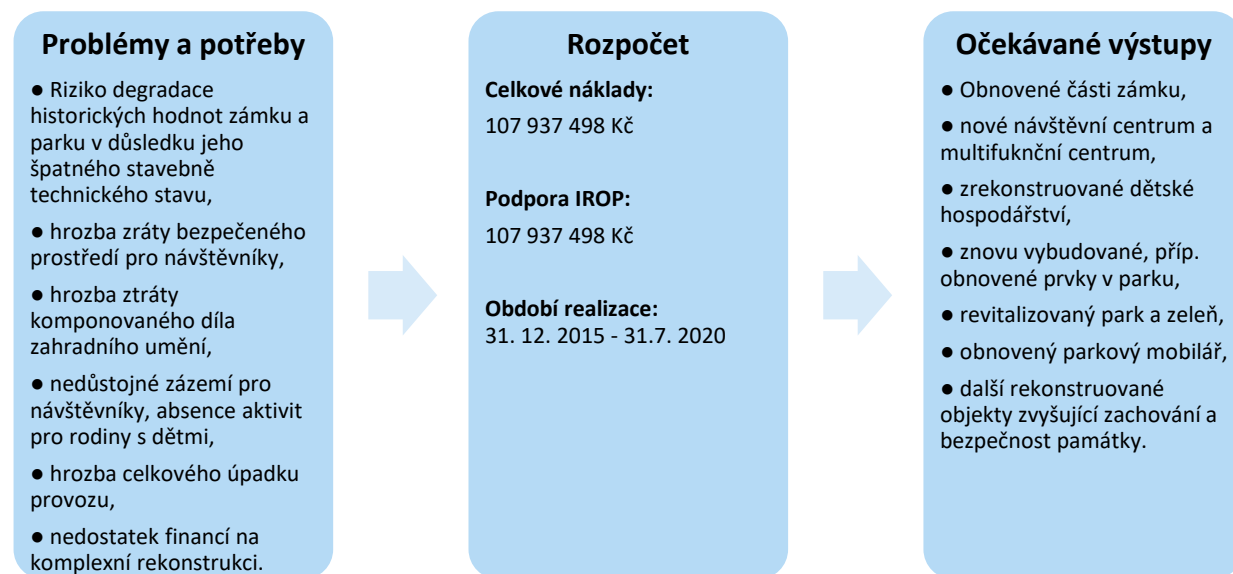 Problémy a potřeby
● Riziko degradace
historických hodnot zámku a
parku v důsledku jeho
špatného stavebně
technického stavu,
● hrozba zráty bezpečeného
prostředí pro návštěvníky,
● hrozba ztráty
komponovaného díla
zahradního umění,
● nedůstojné zázemí pro
návštěvníky, absence aktivit
pro rodiny s dětmi,
● hrozba celkového úpadku
provozu,
● nedostatek financí na
komplexní rekonstrukci.
Rozpočet
Celkové náklady:
107 937 498 Kč
Podpora IROP:
107 937 498 Kč
Období realizace:
31. 12. 2015 - 31.7. 2020
Očekávané výstupy
● Obnovené části zámku,
● nové návštěvní centrum a
multifuknční centrum,
● zrekonstruované dětské
hospodářství,
● znovu vybudované, příp.
obnovené prvky v parku,
● revitalizovaný park a zeleň,
● obnovený parkový mobilář,
● další rekonstruované
objekty zvyšující zachování a
bezpečnost památky.